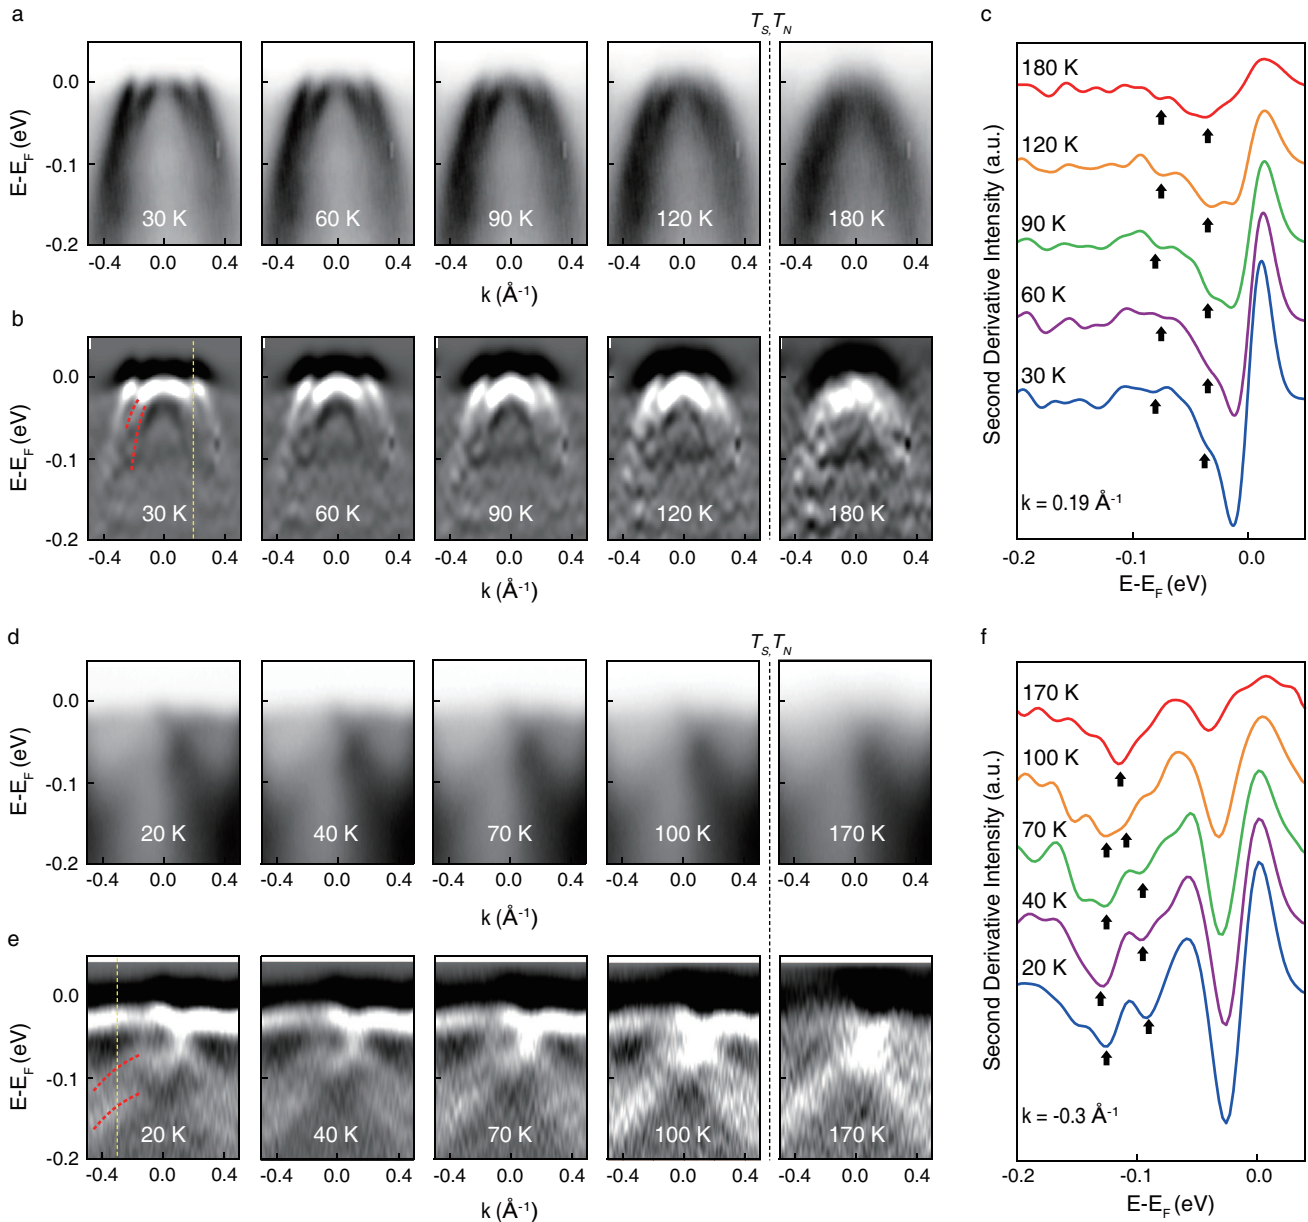 a
T_S, T_N
E-E_F (eV)
0.0
-0.1
-0.2
30 K
60 K
90 K
120 K
180 K
-0.4 0.0 0.4
-0.4 0.0 0.4
-0.4 0.0 0.4
-0.4 0.0 0.4
-0.4 0.0 0.4
k (Å⁻¹)
b
E-E_F (eV)
0.0
-0.1
-0.2
30 K
60 K
90 K
120 K
180 K
-0.4 0.0 0.4
-0.4 0.0 0.4
-0.4 0.0 0.4
-0.4 0.0 0.4
-0.4 0.0 0.4
k (Å⁻¹)
c
Second Derivative Intensity (a.u.)
180 K
120 K
90 K
60 K
30 K
k = 0.19 Å⁻¹
-0.2 -0.1 0.0
E-E_F (eV)
d
T_S, T_N
E-E_F (eV)
0.0
-0.1
-0.2
20 K
40 K
70 K
100 K
170 K
-0.4 0.0 0.4
-0.4 0.0 0.4
-0.4 0.0 0.4
-0.4 0.0 0.4
-0.4 0.0 0.4
k (Å⁻¹)
e
E-E_F (eV)
0.0
-0.1
-0.2
20 K
40 K
70 K
100 K
170 K
-0.4 0.0 0.4
-0.4 0.0 0.4
-0.4 0.0 0.4
-0.4 0.0 0.4
-0.4 0.0 0.4
k (Å⁻¹)
f
Second Derivative Intensity (a.u.)
170 K
100 K
70 K
40 K
20 K
k = -0.3 Å⁻¹
-0.2 -0.1 0.0
E-E_F (eV)